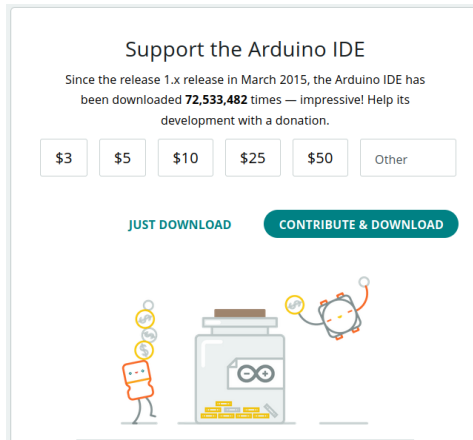 Support the Arduino IDE
Since the release 1.x release in March 2015, the Arduino IDE has
been downloaded 72,533,482 times — impressive! Help its
development with a donation.
$3 $5 $10 $25 $50 Other
JUST DOWNLOAD CONTRIBUTE & DOWNLOAD